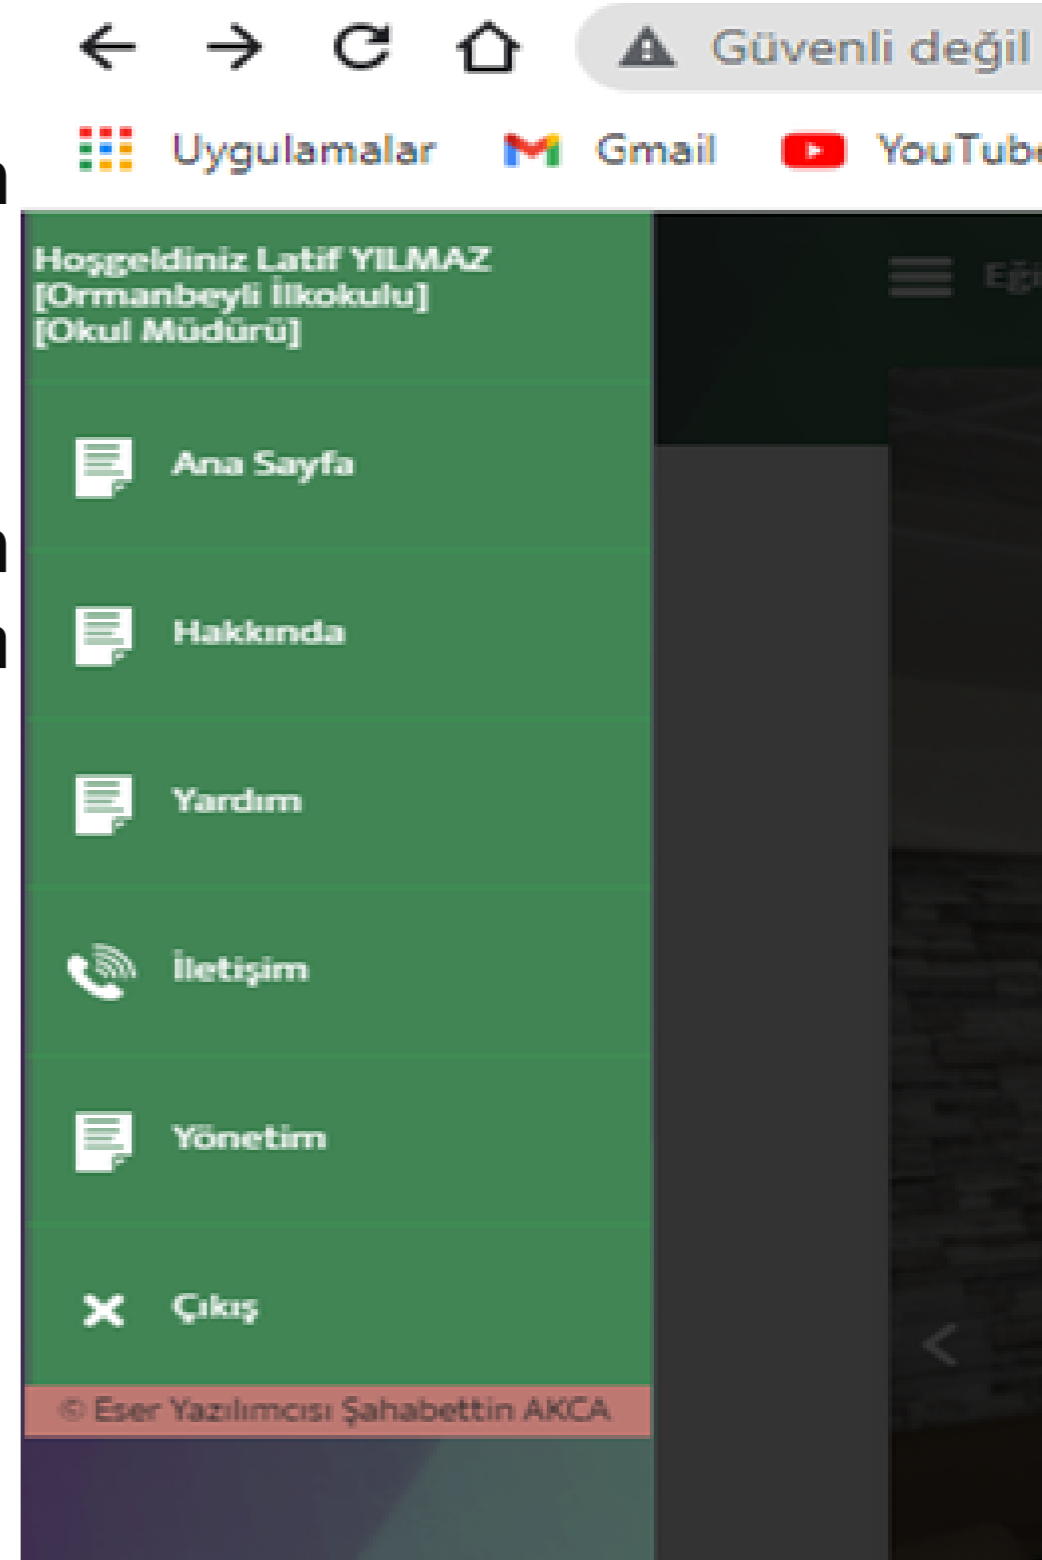 Güvenli değil
Uygulamalar Gmail YouTube
Hoşgeldiniz Latif YILMAZ
[Ormanbeyli İlkokulu]
[Okul Müdürü]
Ana Sayfa
Hakkında
Yardım
İletişim
Yönetim
Çıkış
© Eser Yazılımcısı Şahabettin AKCA